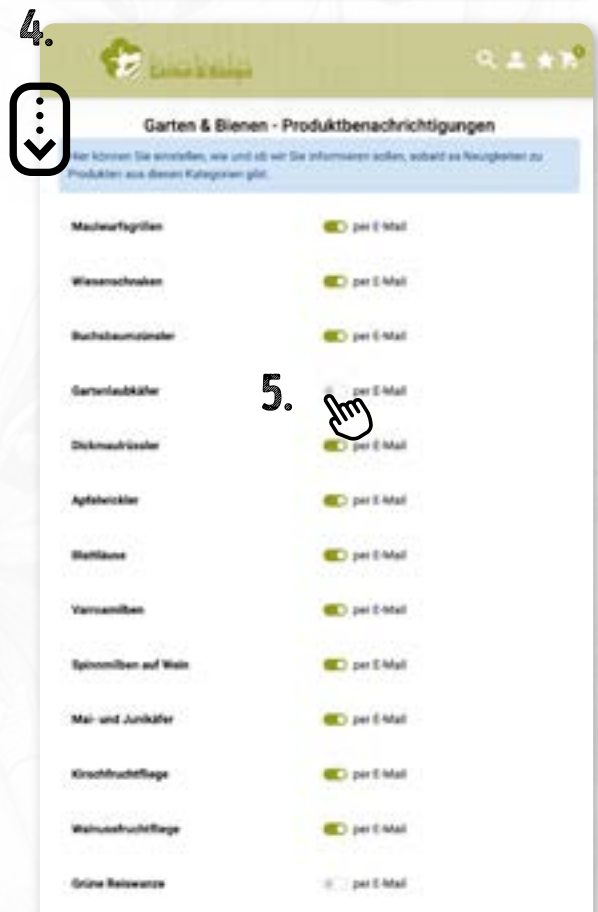 4.
Garten & Bienen
Garten & Bienen - Produktbenachrichtigungen
Hier können Sie einstellen, wie und ob wir Sie informieren sollen, sobald es Neuigkeiten zu
Produkten aus diesen Kategorien gibt.
Maulwurfsgrillen per E-Mail
Wiesenschnaken per E-Mail
Buchsbaumzünsler per E-Mail
Gartenlaubkäfer 5. per E-Mail
Dickmaulrüssler per E-Mail
Apfelwickler per E-Mail
Blattläuse per E-Mail
Varroamilben per E-Mail
Spinnmilben auf Wein per E-Mail
Mai- und Junikäfer per E-Mail
Kirschfruchtfliege per E-Mail
Walnussfruchtfliege per E-Mail
Grüne Reiswanze per E-Mail